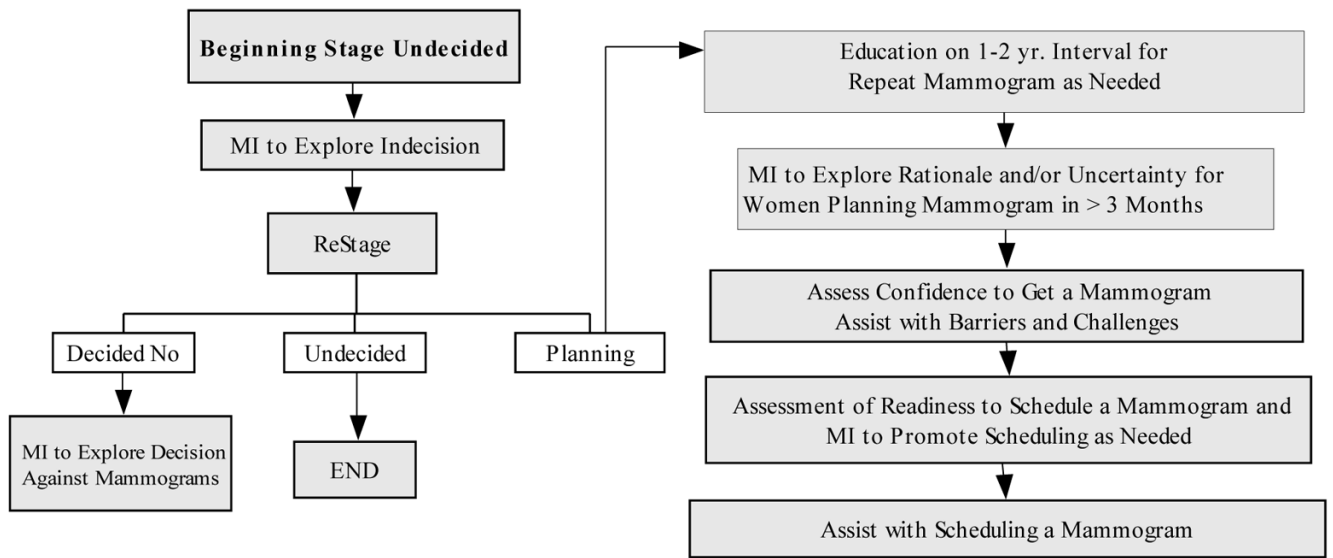 Beginning Stage Undecided
MI to Explore Indecision
ReStage
Decided No
Undecided
Planning
MI to Explore Decision
Against Mammograms
END
Education on 1-2 yr. Interval for
Repeat Mammogram as Needed
MI to Explore Rationale and/or Uncertainty for
Women Planning Mammogram in > 3 Months
Assess Confidence to Get a Mammogram
Assist with Barriers and Challenges
Assessment of Readiness to Schedule a Mammogram and
MI to Promote Scheduling as Needed
Assist with Scheduling a Mammogram